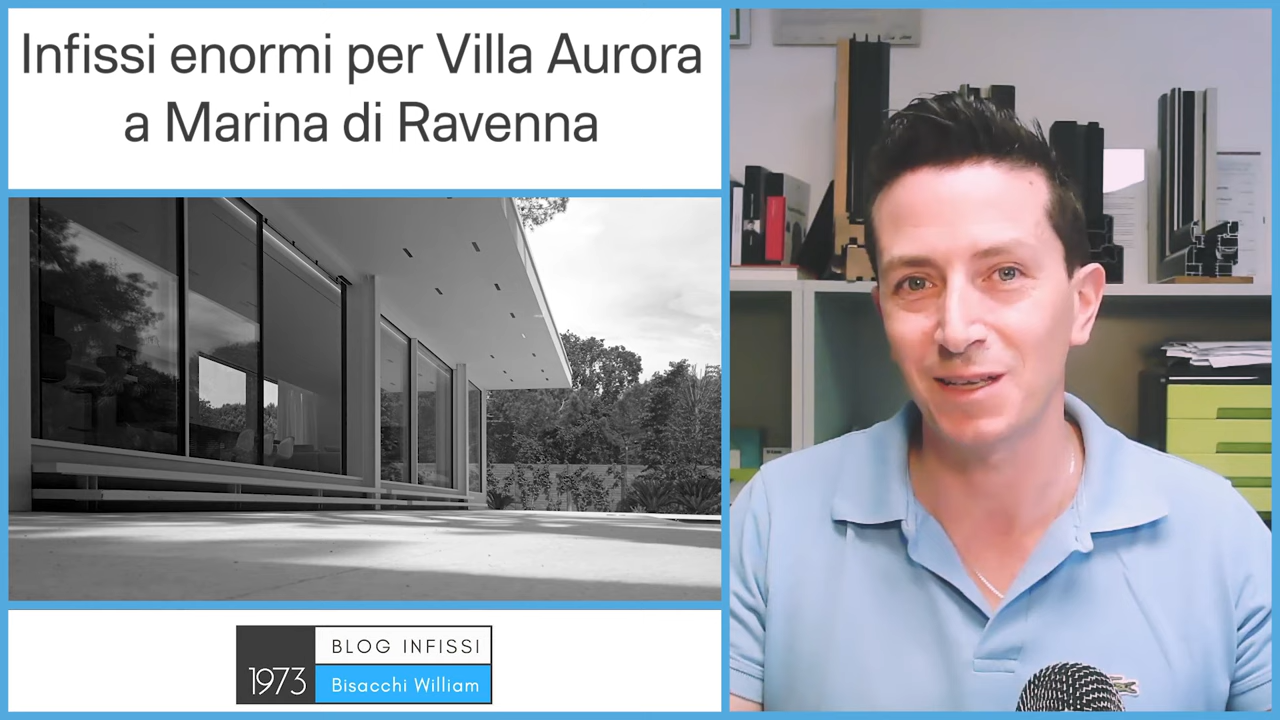 Infissi enormi per Villa Aurora
a Marina di Ravenna
1973
BLOG INFISSI
Bisacchi William